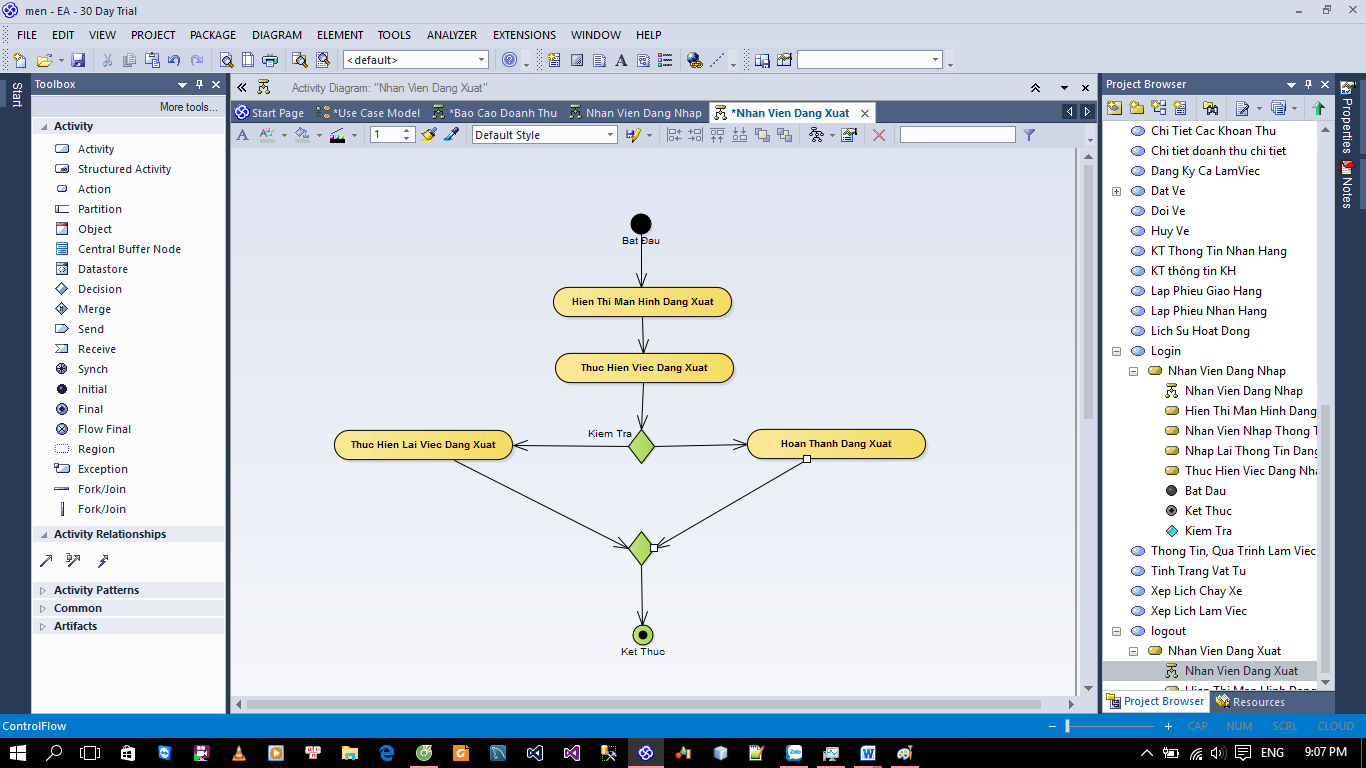 men - EA - 30 Day Trial
FILE EDIT VIEW PROJECT PACKAGE DIAGRAM ELEMENT TOOLS ANALYZER EXTENSIONS WINDOW HELP
<default>
Start
Toolbox
More tools...
Activity
Activity
Structured Activity
Action
Partition
Object
Central Buffer Node
Datastore
Decision
Merge
Send
Receive
Synch
Initial
Final
Flow Final
Region
Exception
Fork/Join
Fork/Join
Activity Relationships
Activity Patterns
Common
Artifacts
Activity Diagram: "Nhan Vien Dang Xuat"
Start Page *Use Case Model *Bao Cao Doanh Thu Nhan Vien Dang Nhap *Nhan Vien Dang Xuat
1 Default Style
Bat Dau
Hien Thi Man Hinh Dang Xuat
Thuc Hien Viec Dang Xuat
Kiem Tra
Thuc Hien Lai Viec Dang Xuat
Hoan Thanh Dang Xuat
Ket Thuc
Project Browser
Chi Tiet Cac Khoan Thu
Chi tiet doanh thu chi tiet
Dang Ky Ca LamViec
Dat Ve
Doi Ve
Huy Ve
KT Thong Tin Nhan Hang
KT thông tin KH
Lap Phieu Giao Hang
Lap Phieu Nhan Hang
Lich Su Hoat Dong
Login
Nhan Vien Dang Nhap
Nhan Vien Dang Nhap
Hien Thi Man Hinh Dang
Nhan Vien Nhap Thong T
Nhap Lai Thong Tin Dang
Thuc Hien Viec Dang Nha
Bat Dau
Ket Thuc
Kiem Tra
Thong Tin, Qua Trinh Lam Viec
Tinh Trang Vat Tu
Xep Lich Chay Xe
Xep Lich Lam Viec
logout
Nhan Vien Dang Xuat
Nhan Vien Dang Xuat
Hien Thi Man Hinh Dang
Project Browser Resources
Properties
Notes
ControlFlow
CAP NUM SCRL CLOUD
ENG 9:07 PM